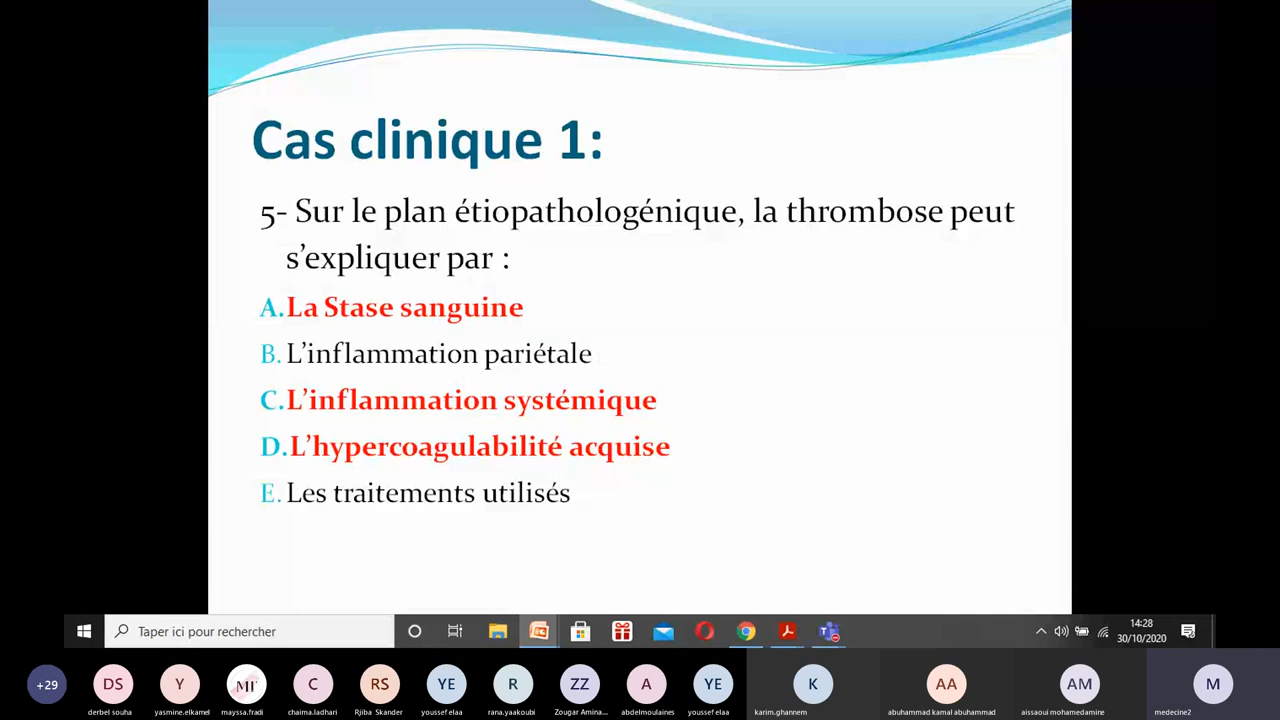 Cas clinique 1:
5- Sur le plan étiopathologénique, la thrombose peut
s’expliquer par :
A. La Stase sanguine
B. L’inflammation pariétale
C. L’inflammation systémique
D. L’hypercoagulabilité acquise
E. Les traitements utilisés
Taper ici pour rechercher
14:28
30/10/2020
+29 DS Y MF C RS YE R ZZ A YE K AA AM M
derbel souha yasmine.elkamel mayssa.fradi chaima.ladhari Rjiba Skander youssef elaa rana.yaakoubi Zougar Amina... abdelmoulaines youssef elaa karim.ghannem abuhammad kamal abuhammad aissaoui mohamedamine medecine2